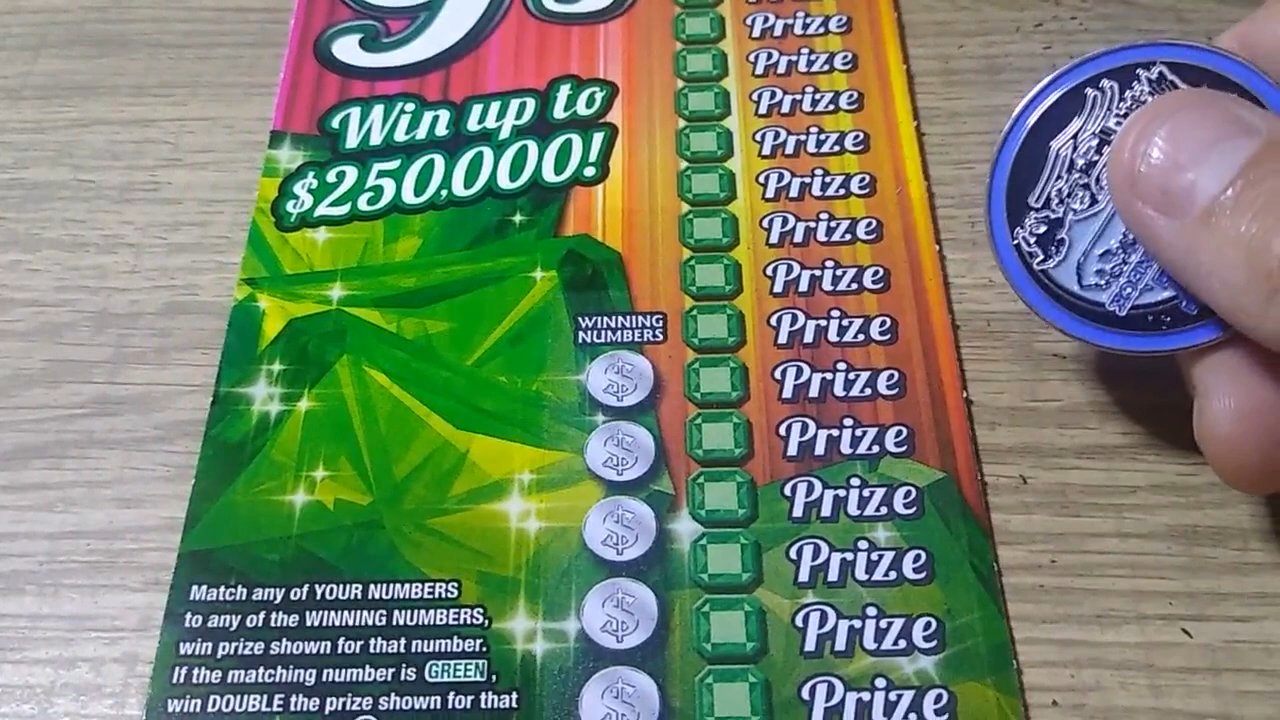 Win up to
$250,000!
Prize
Prize
Prize
Prize
Prize
Prize
Prize
Prize
Prize
Prize
Prize
Prize
Prize
Prize
WINNING
NUMBERS
$
$
$
$
$
Match any of YOUR NUMBERS
to any of the WINNING NUMBERS,
win prize shown for that number.
If the matching number is GREEN,
win DOUBLE the prize shown for that